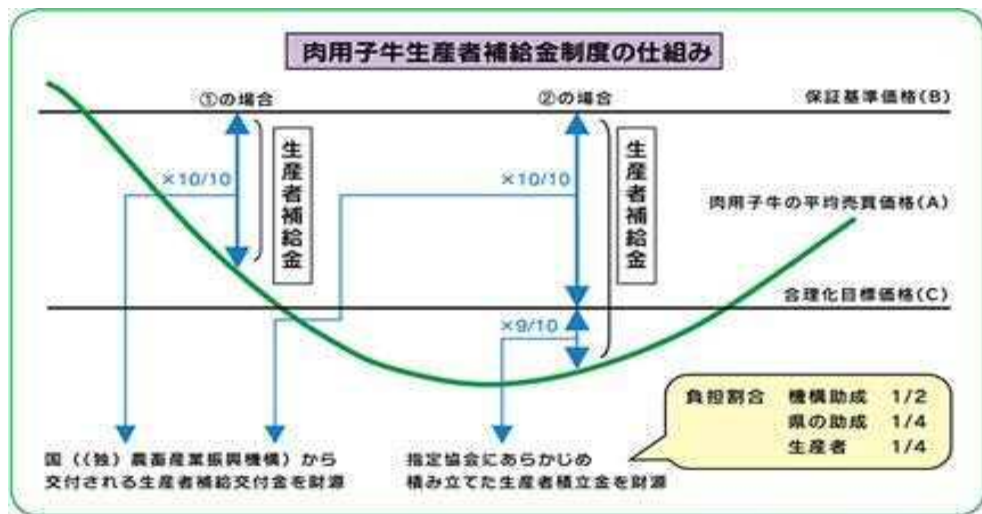 肉用子牛生産者補給金制度の仕組み
①の場合
②の場合
保証基準価格(B)
生産者補給金
×10/10
×10/10
生産者補給金
肉用子牛の平均売買価格(A)
合理化目標価格(C)
×9/10
負担割合 機構助成 1/2
県の助成 1/4
生産者 1/4
国((独)農畜産業振興機構)から
交付される生産者補給交付金を財源
指定協会にあらかじめ
積み立てた生産者積立金を財源